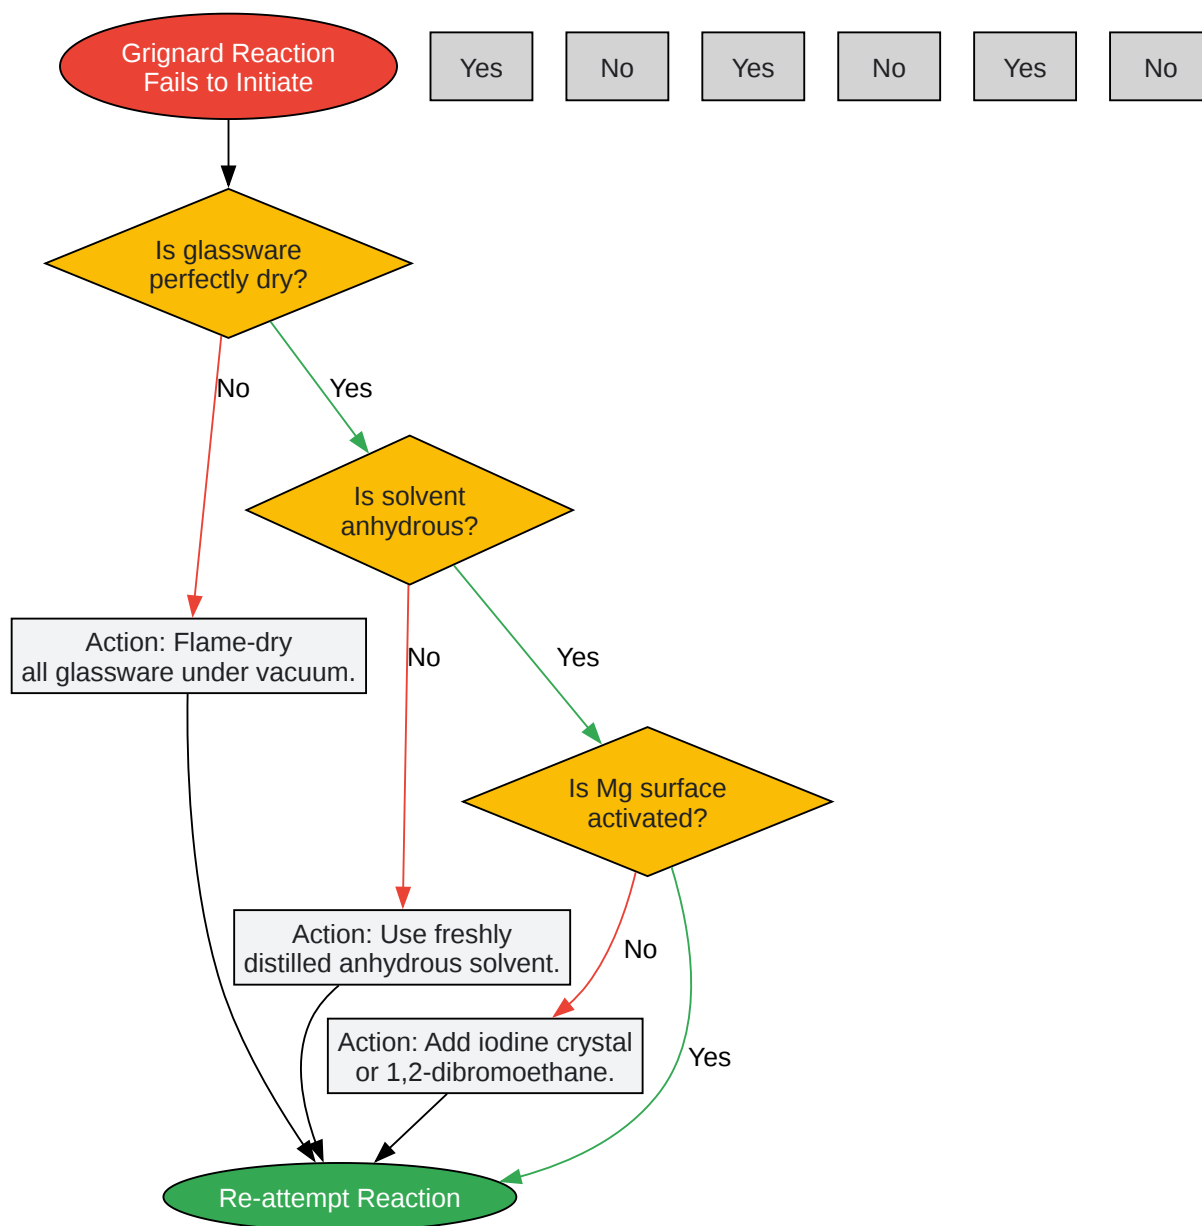 Grignard Reaction
Fails to Initiate
Yes
No
Yes
No
Yes
No
Is glassware
perfectly dry?
No
Yes
Is solvent
anhydrous?
Action: Flame-dry
all glassware under vacuum.
No
Yes
Is Mg surface
activated?
Action: Use freshly
distilled anhydrous solvent.
No
Action: Add iodine crystal
or 1,2-dibromoethane.
Yes
Re-attempt Reaction